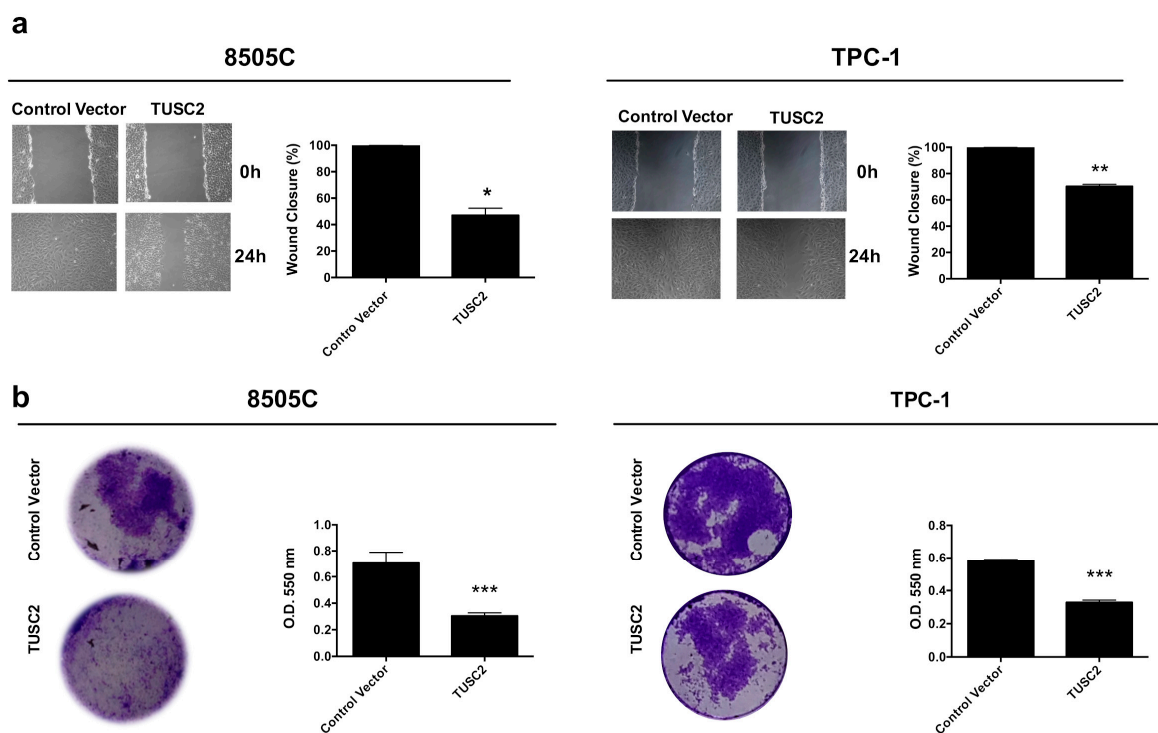 a
8505C
TPC-1
Control Vector TUSC2
0h
24h
Wound Closure (%)
100
80
60
40
20
0
*
Contro Vector
TUSC2
Control Vector TUSC2
0h
24h
Wound Closure (%)
100
80
60
40
20
0
**
Control Vector
TUSC2
b
8505C
TPC-1
Control Vector
TUSC2
O.D. 550 nm
1.0
0.8
0.6
0.4
0.2
0.0
***
Control Vector
TUSC2
Control Vector
TUSC2
O.D. 550 nm
0.8
0.6
0.4
0.2
0.0
***
Control Vector
TUSC2